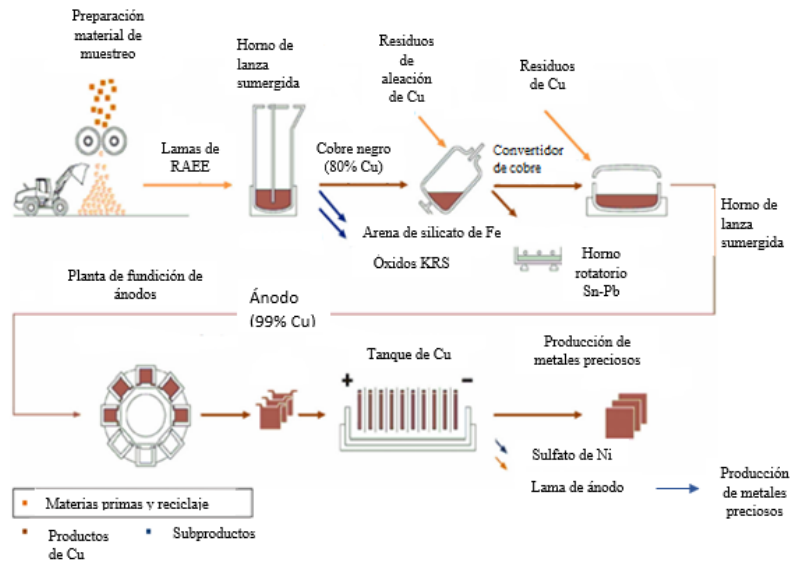 Preparación
material de
muestreo
Horno de
lanza
sumergida
Residuos
de
aleación
de Cu
Residuos
de Cu
Lamas de
RAEE
Cobre negro
(80% Cu)
Convertidor
de cobre
Horno de
lanza
sumergida
Arena de silicato de Fe
Óxidos KRS
Horno
rotatorio
Sn-Pb
Planta de fundición de
ánodos
Ánodo
(99% Cu)
Tanque de Cu
Producción de
metales preciosos
+
−
Sulfato de Ni
Lama de ánodo
Producción
de metales
preciosos
Materias primas y reciclaje
Productos
de Cu
Subproductos